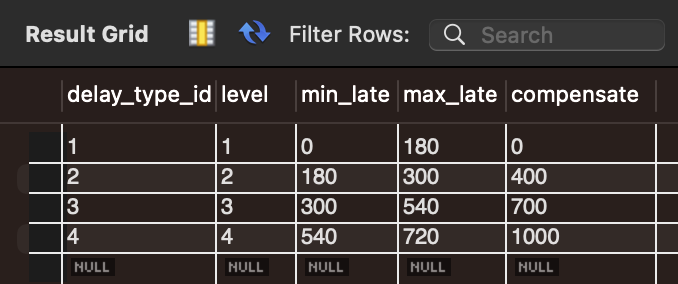 Result Grid Filter Rows: Search
delay_type_id level min_late max_late compensate
1 1 0 180 0
2 2 180 300 400
3 3 300 540 700
4 4 540 720 1000
NULL NULL NULL NULL NULL